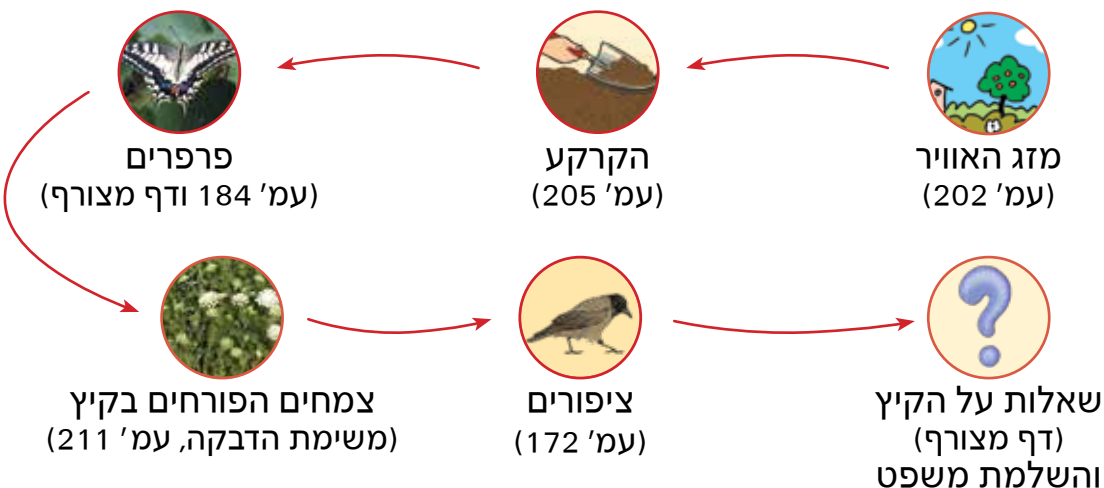 מזג האוויר
(עמ' 202)
הקרקע
(עמ' 205)
פרפרים
(עמ' 184 ודף מצורף)
צמחים הפורחים בקיץ
(משימת הדבקה, עמ' 211)
ציפורים
(עמ' 172)
שאלות על הקיץ
(דף מצורף)
והשלמת משפט